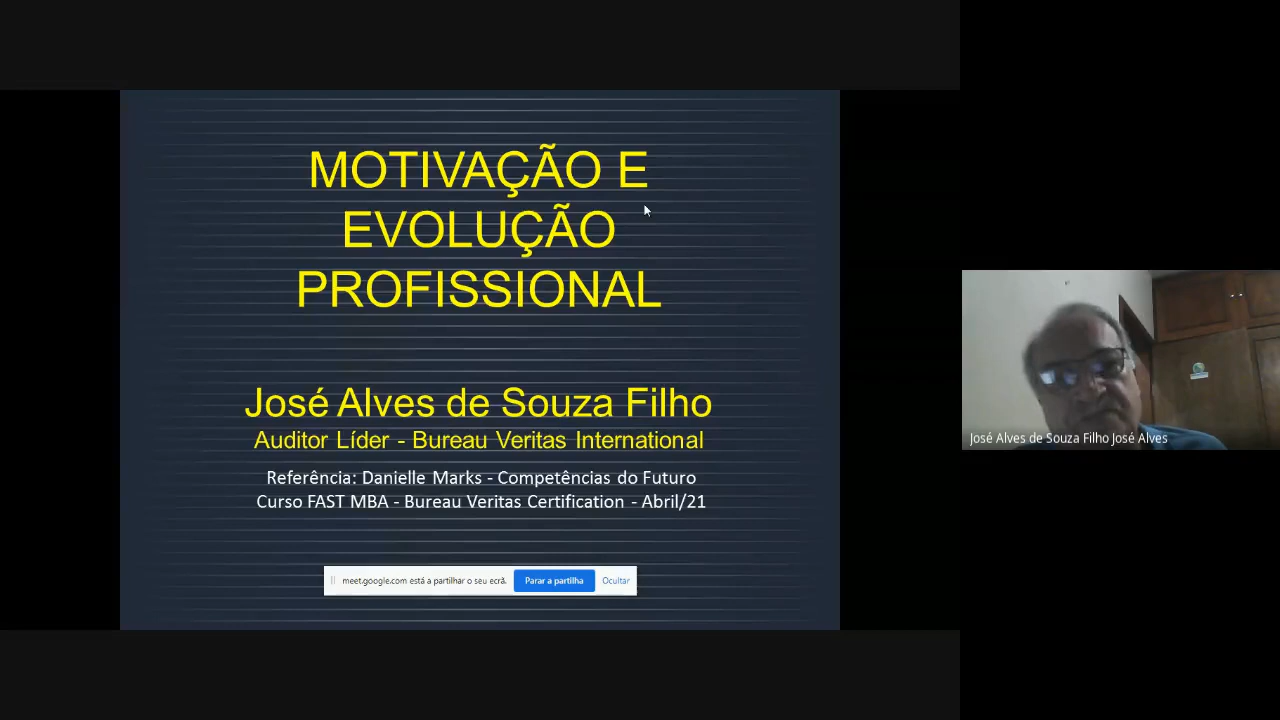 MOTIVAÇÃO E
EVOLUÇÃO
PROFISSIONAL
José Alves de Souza Filho
Auditor Líder - Bureau Veritas International
Referência: Danielle Marks - Competências do Futuro
Curso FAST MBA - Bureau Veritas Certification - Abril/21
meet.google.com está a partilhar o seu ecrã. Parar a partilha Ocultar
José Alves de Souza Filho José Alves